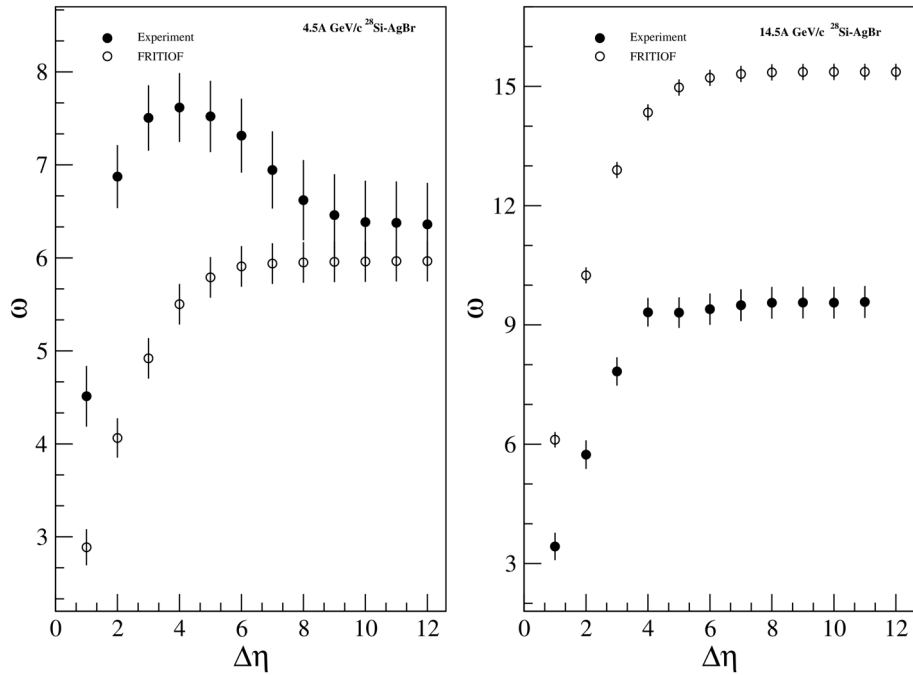 4.5A GeV/c ²⁸Si-AgBr
Experiment
FRITIOF
8
7
6
5
4
3
ω
0 2 4 6 8 10 12
Δη
14.5A GeV/c ²⁸Si-AgBr
Experiment
FRITIOF
15
12
9
6
3
ω
0 2 4 6 8 10 12
Δη